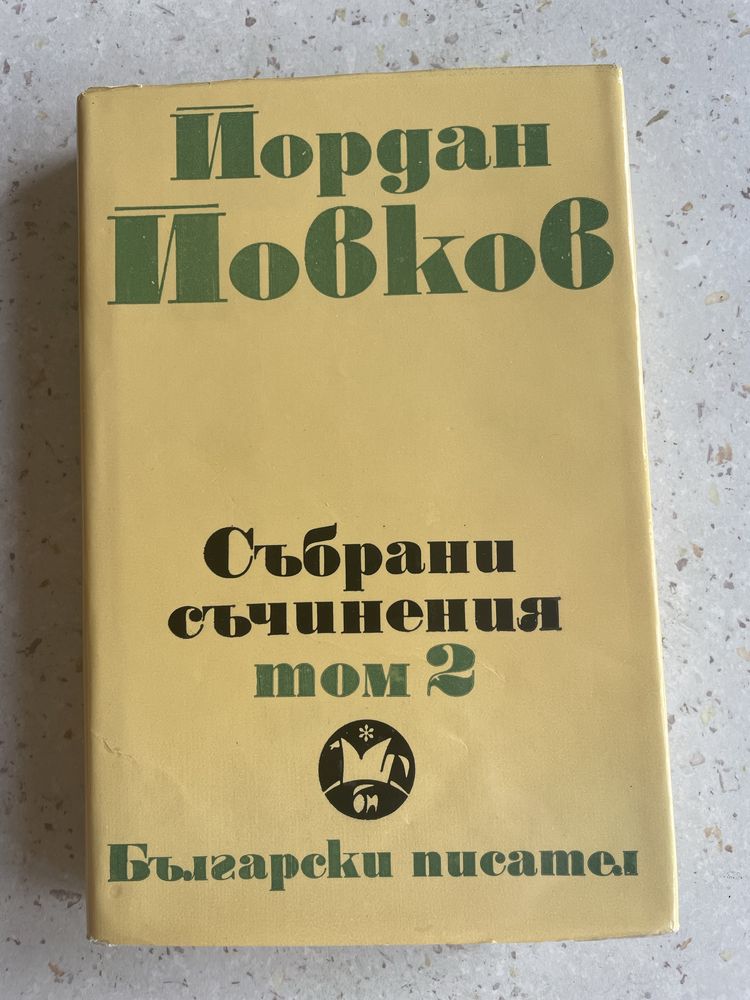 Йордан
Йовков
Събрани
съчинения
том 2
бп
Български писател